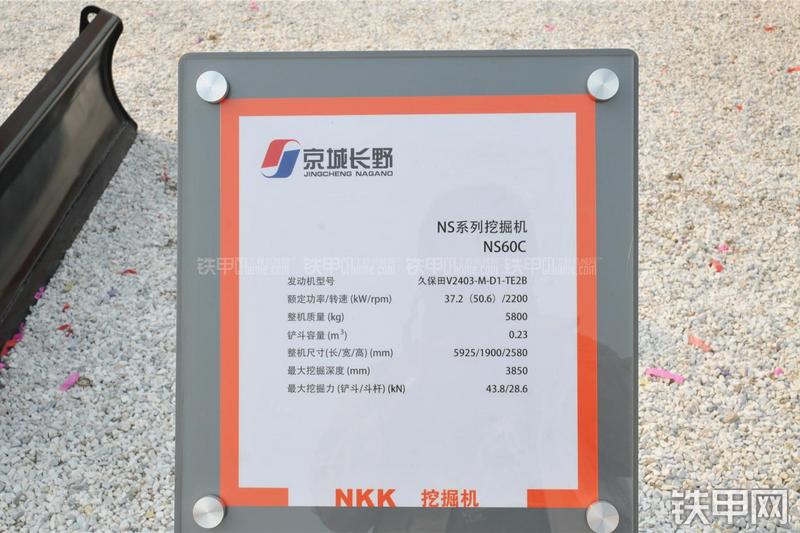 京城长野
JINGCHENG NAGANO
NS系列挖掘机
NS60C
发动机型号 久保田V2403-M-D1-TE2B
额定功率/转速 (kW/rpm) 37.2（50.6）/2200
整机质量 (kg) 5800
铲斗容量 (m³) 0.23
整机尺寸(长/宽/高) (mm) 5925/1900/2580
最大挖掘深度 (mm) 3850
最大挖掘力 (铲斗/斗杆) (kN) 43.8/28.6
NKK 挖掘机
铁甲网